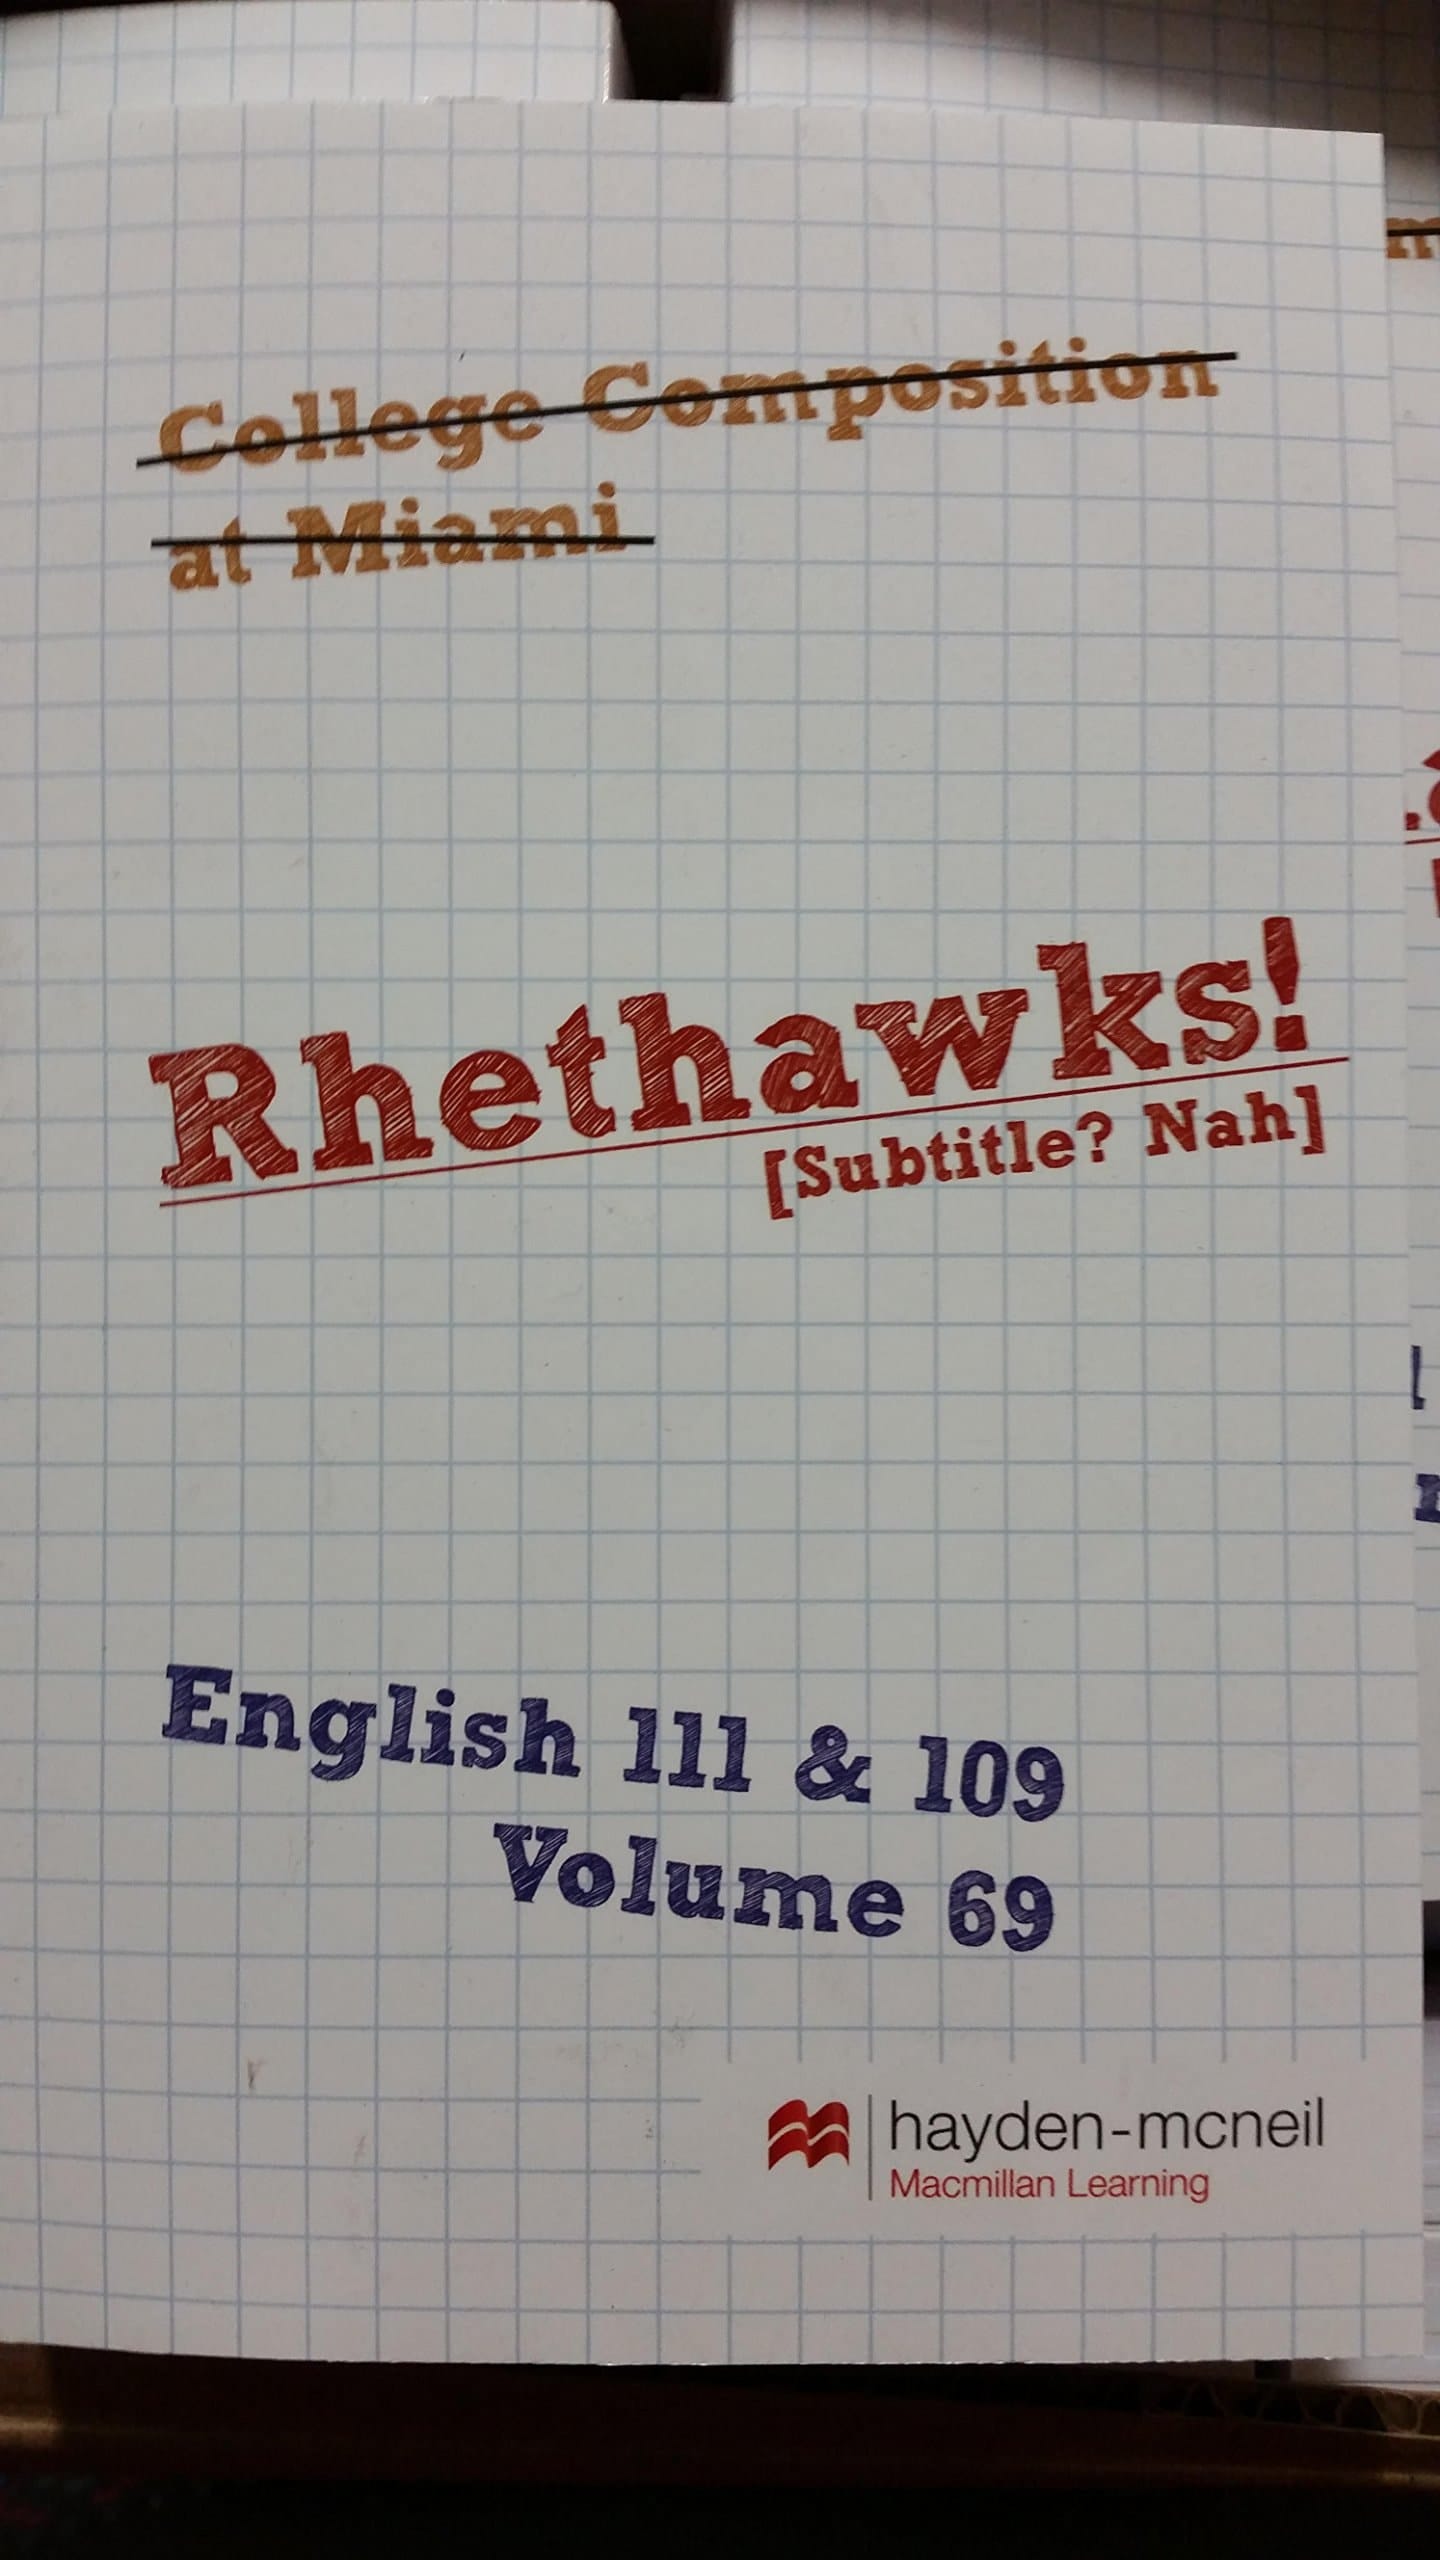 College Composition
at Miami
Rhethawks!
[Subtitle? Nah]
English 111 & 109
Volume 69
hayden-mcneil
Macmillan Learning